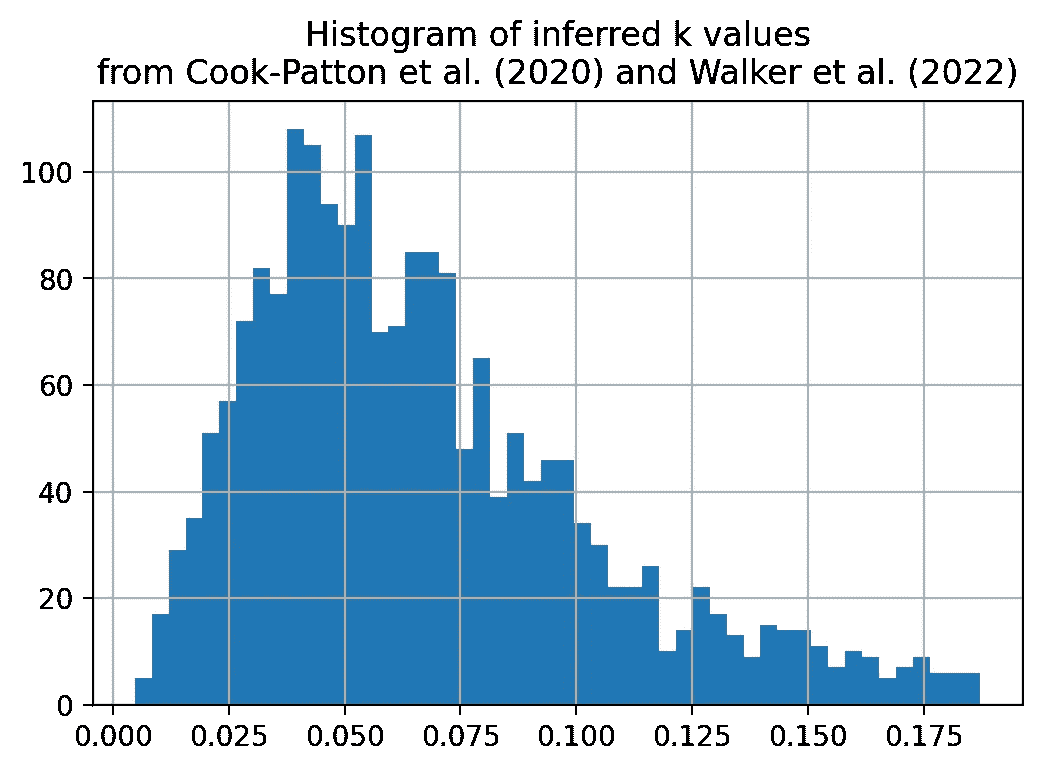 Histogram of inferred k values
from Cook-Patton et al. (2020) and Walker et al. (2022)
100
80
60
40
20
0
0.000 0.025 0.050 0.075 0.100 0.125 0.150 0.175